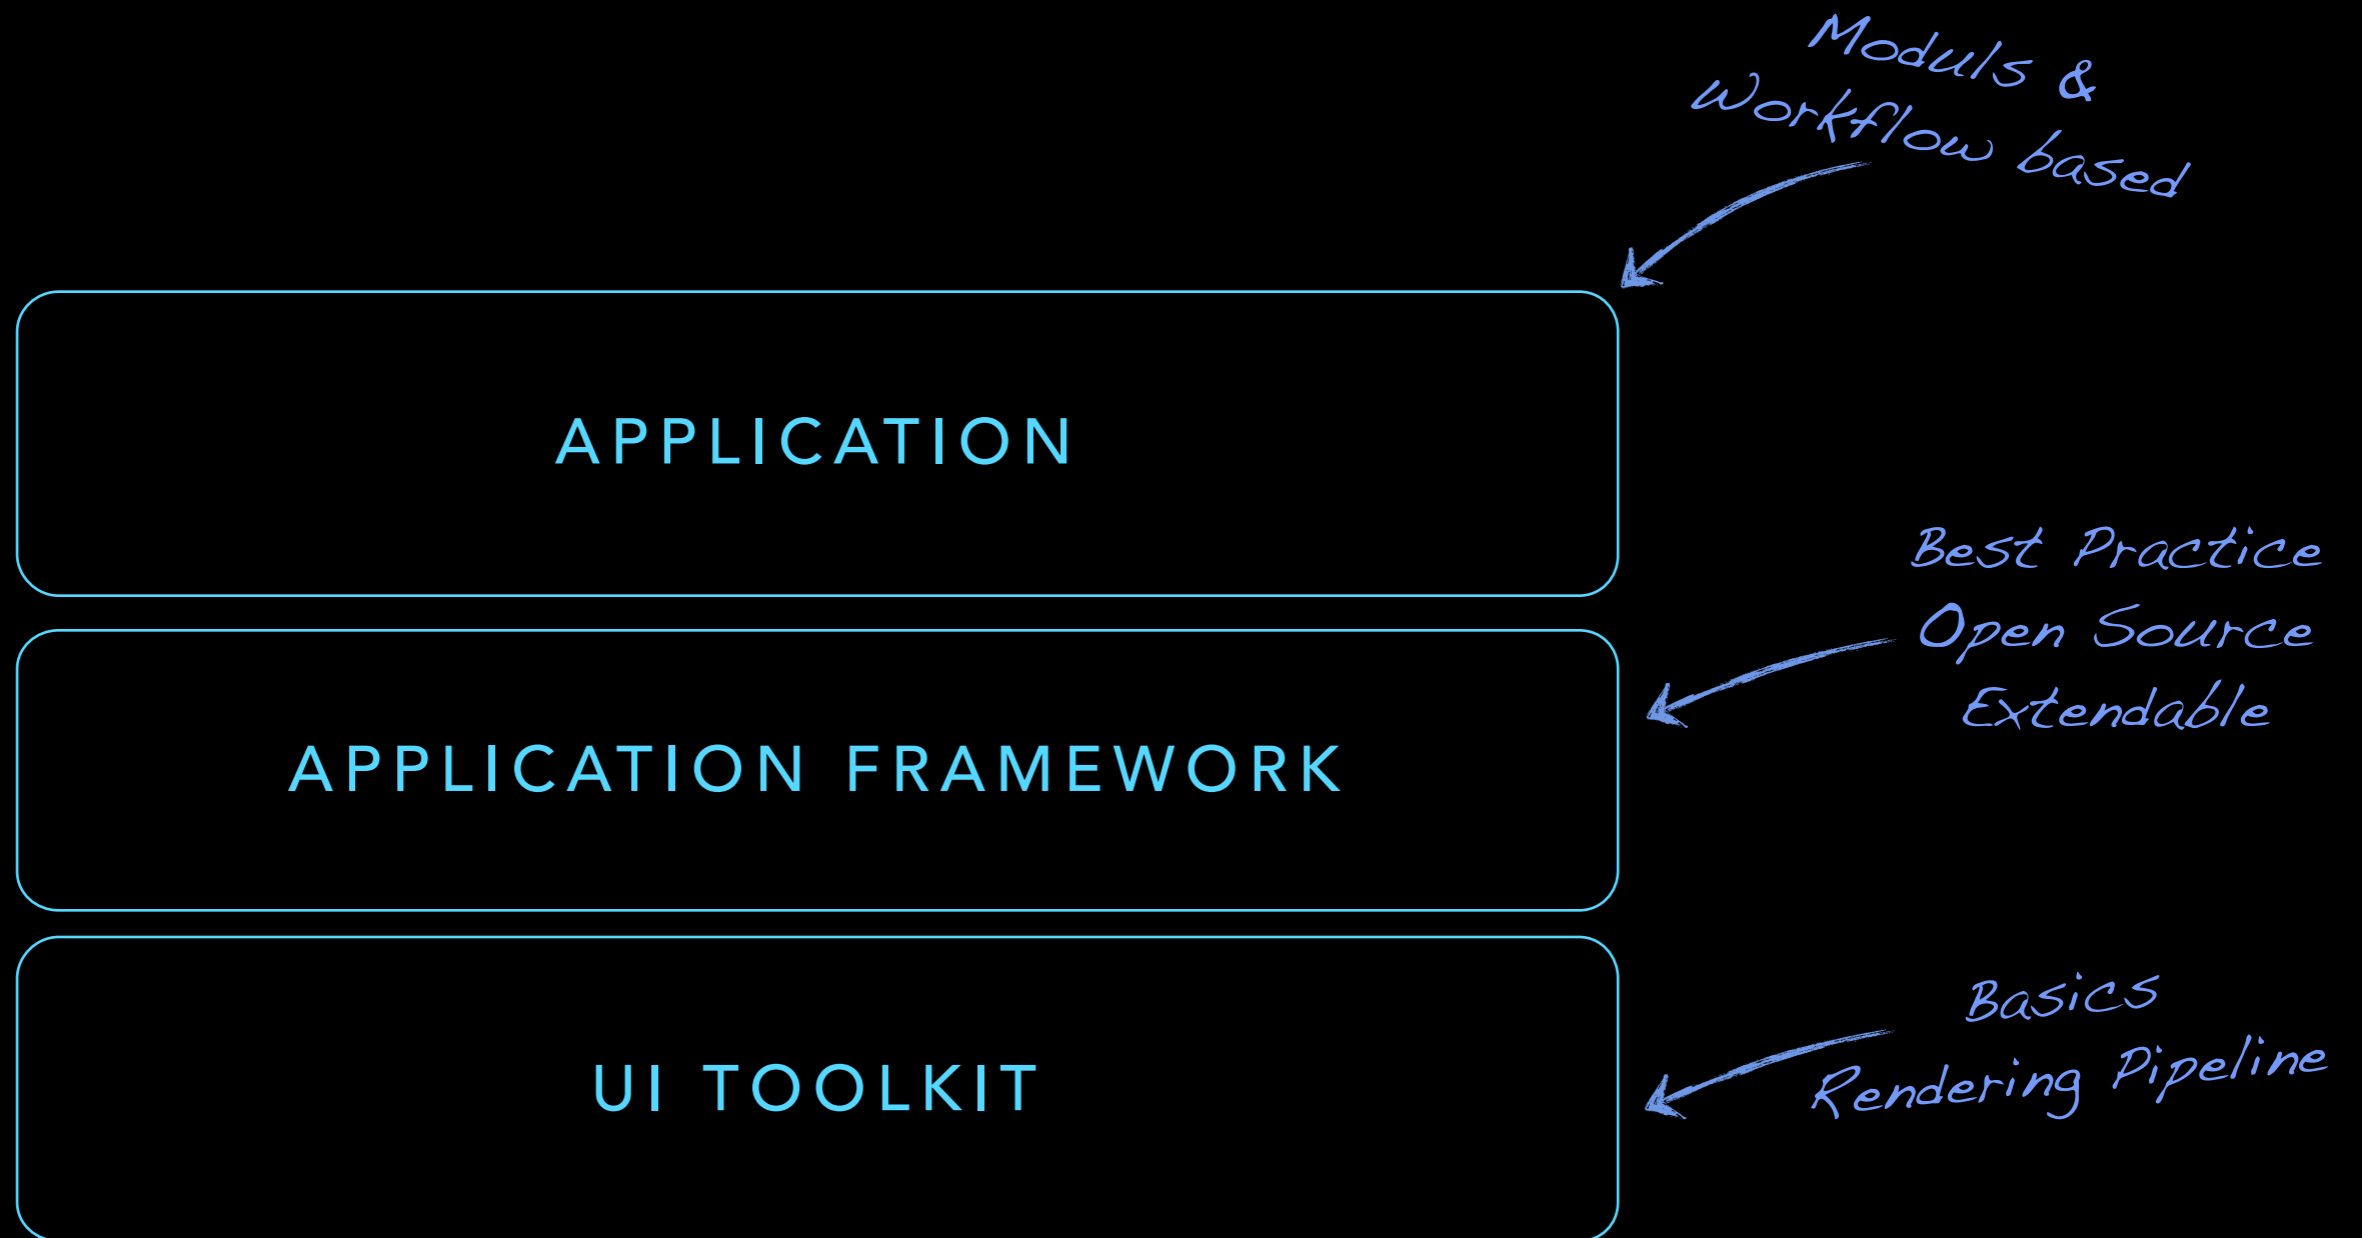 Moduls &
Workflow based
APPLICATION
Best Practice
Open Source
Extendable
APPLICATION FRAMEWORK
Basics
Rendering Pipeline
UI TOOLKIT